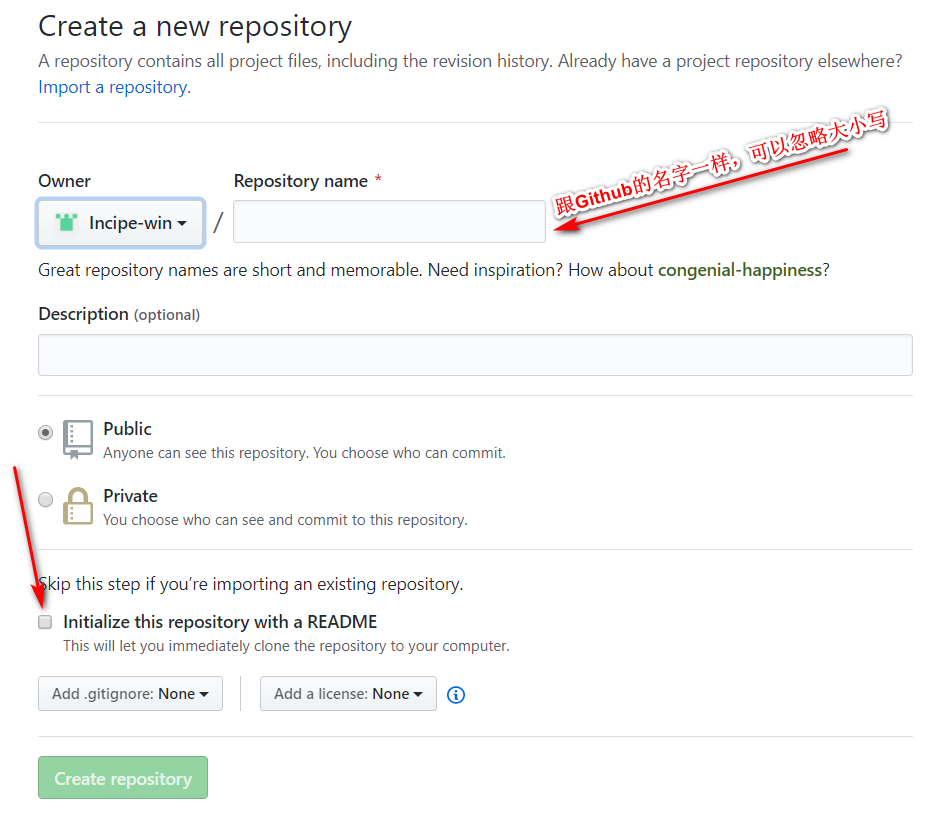 Create a new repository
A repository contains all project files, including the revision history. Already have a project repository elsewhere?
Import a repository.
Owner
Repository name *
跟Github的名字一样，可以忽略大小写
Incipe-win
/
Great repository names are short and memorable. Need inspiration? How about congenial-happiness?
Description (optional)
Public
Anyone can see this repository. You choose who can commit.
Private
You choose who can see and commit to this repository.
Skip this step if you’re importing an existing repository.
Initialize this repository with a README
This will let you immediately clone the repository to your computer.
Add .gitignore: None
Add a license: None
Create repository